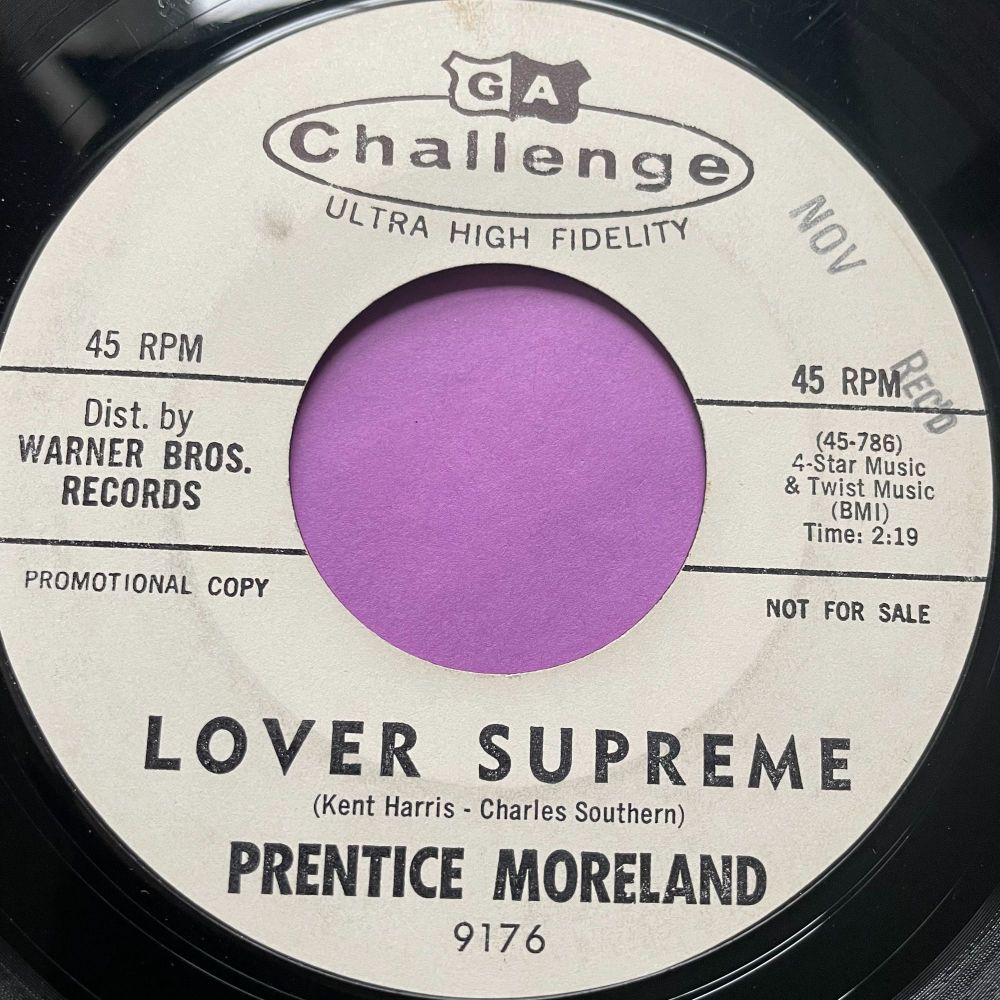 GA
Challenge
ULTRA HIGH FIDELITY
NOV
REC'D
45 RPM
Dist. by
WARNER BROS.
RECORDS
PROMOTIONAL COPY
45 RPM
(45-786)
4-Star Music
& Twist Music
(BMI)
Time: 2:19
NOT FOR SALE
LOVER SUPREME
(Kent Harris - Charles Southern)
PRENTICE MORELAND
9176